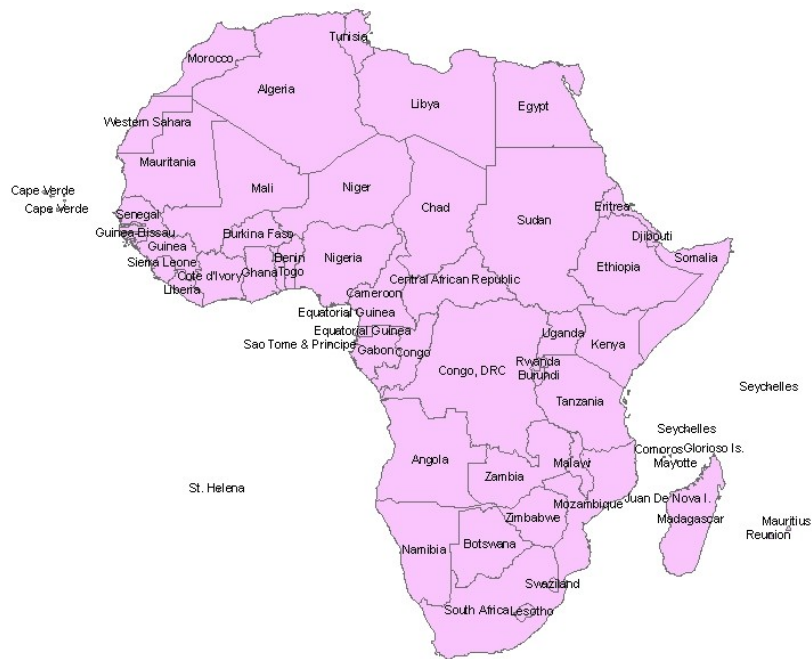 Tunisia
Morocco
Algeria
Libya
Egypt
Western Sahara
Mauritania
Mali
Niger
Chad
Sudan
Eritrea
Cape Verde
Cape Verde
Senegal
Guinea-Bissau
Burkina Faso
Djibouti
Guinea
Benin
Nigeria
Somalia
Sierra Leone
Cote d'Ivory
Ghana
Togo
Ethiopia
Liberia
Central African Republic
Cameroon
Equatorial Guinea
Equatorial Guinea
Uganda
Kenya
Sao Tome & Principe
Gabon
Congo
Rwanda
Congo, DRC
Burundi
Seychelles
Tanzania
Seychelles
Comoros
Glorioso Is.
Angola
Malawi
Mayotte
Zambia
St. Helena
Juan De Nova I.
Mozambique
Zimbabwe
Madagascar
Mauritius
Reunion
Namibia
Botswana
Swaziland
South Africa
Lesotho